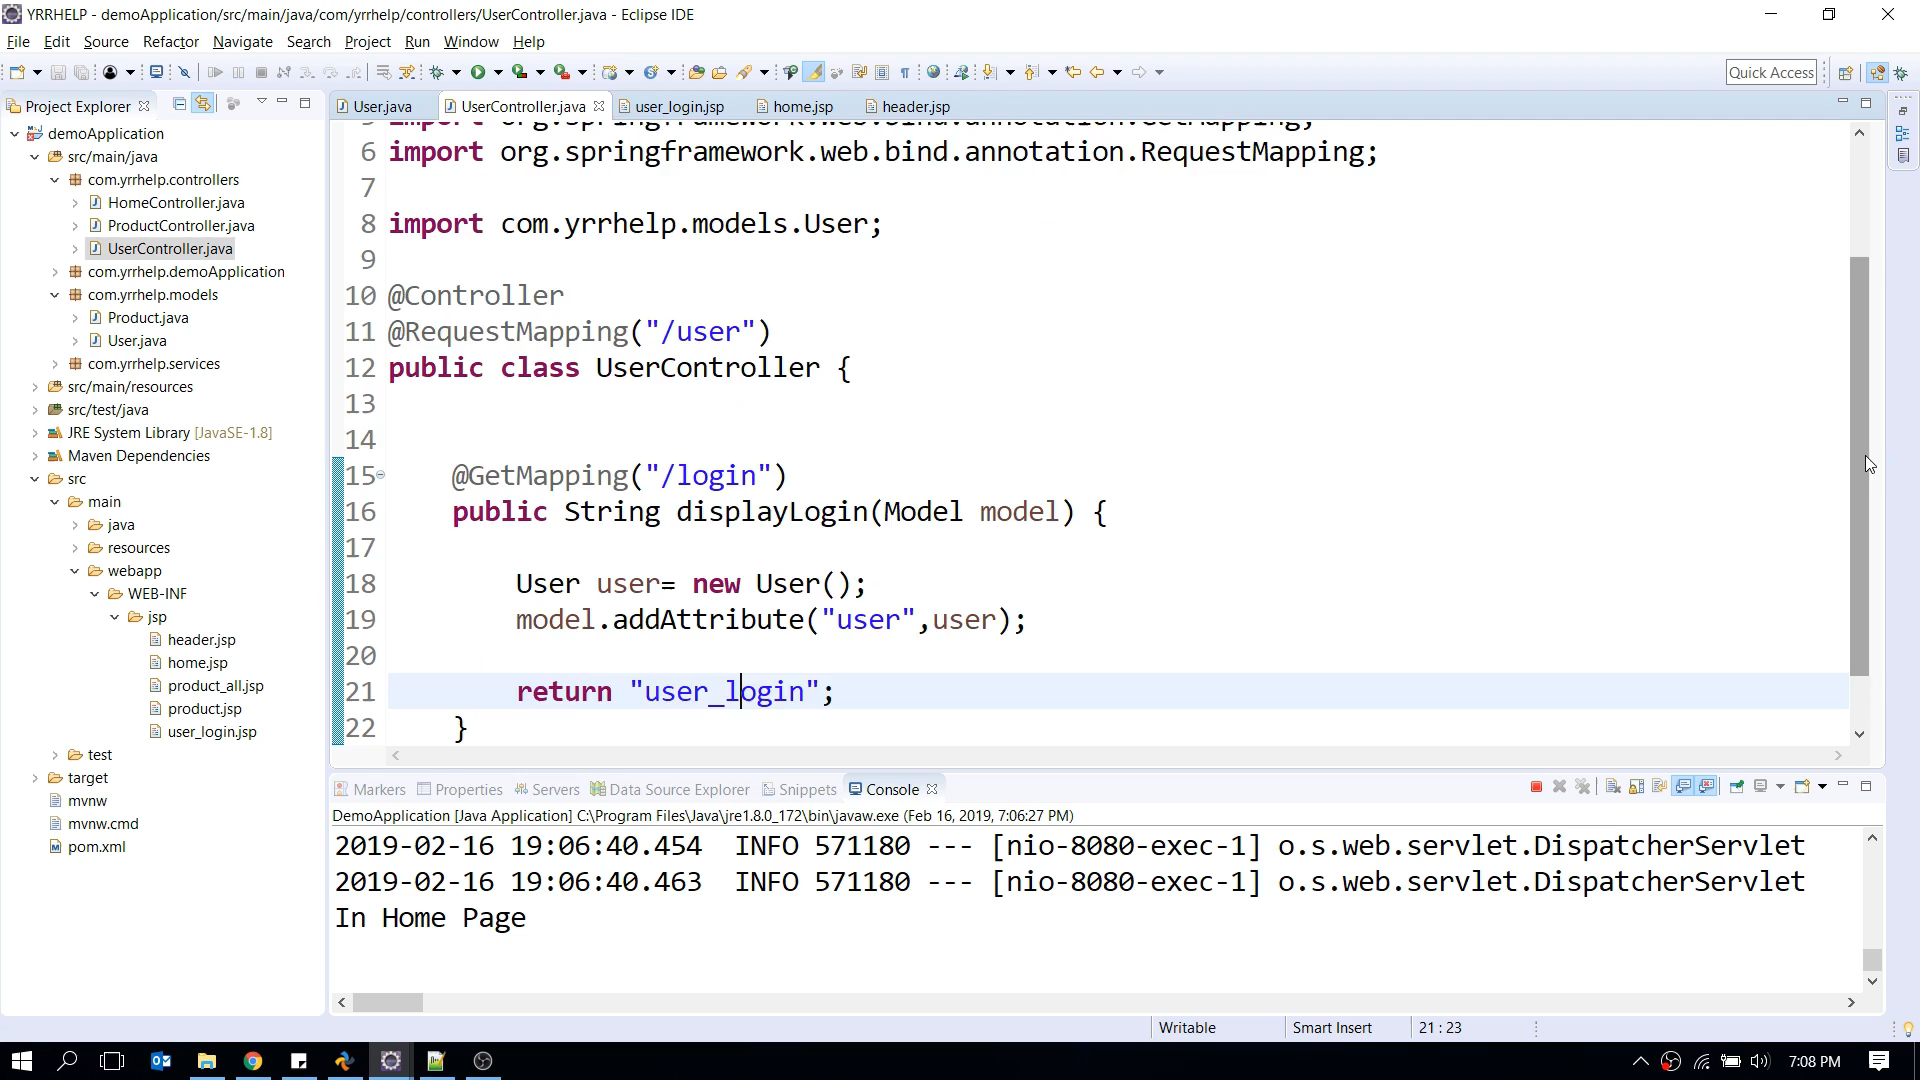 YRRHELP - demoApplication/src/main/java/com/yrrhelp/controllers/UserController.java - Eclipse IDE
File Edit Source Refactor Navigate Search Project Run Window Help
Quick Access
Project Explorer
demoApplication
src/main/java
com.yrrhelp.controllers
HomeController.java
ProductController.java
UserController.java
com.yrrhelp.demoApplication
com.yrrhelp.models
Product.java
User.java
com.yrrhelp.services
src/main/resources
src/test/java
JRE System Library [JavaSE-1.8]
Maven Dependencies
src
main
java
resources
webapp
WEB-INF
jsp
header.jsp
home.jsp
product_all.jsp
product.jsp
user_login.jsp
test
target
mvnw
mvnw.cmd
pom.xml
User.java UserController.java user_login.jsp home.jsp header.jsp
5 import org.springframework.web.bind.annotation.GetMapping;
6 import org.springframework.web.bind.annotation.RequestMapping;
7
8 import com.yrrhelp.models.User;
9
10 @Controller
11 @RequestMapping("/user")
12 public class UserController {
13
14
15 @GetMapping("/login")
16 public String displayLogin(Model model) {
17
18 User user= new User();
19 model.addAttribute("user",user);
20
21 return "user_login";
22 }
Markers Properties Servers Data Source Explorer Snippets Console
DemoApplication [Java Application] C:\Program Files\Java\jre1.8.0_172\bin\javaw.exe (Feb 16, 2019, 7:06:27 PM)
2019-02-16 19:06:40.454 INFO 571180 --- [nio-8080-exec-1] o.s.web.servlet.DispatcherServlet
2019-02-16 19:06:40.463 INFO 571180 --- [nio-8080-exec-1] o.s.web.servlet.DispatcherServlet
In Home Page
Writable Smart Insert 21 : 23
7:08 PM